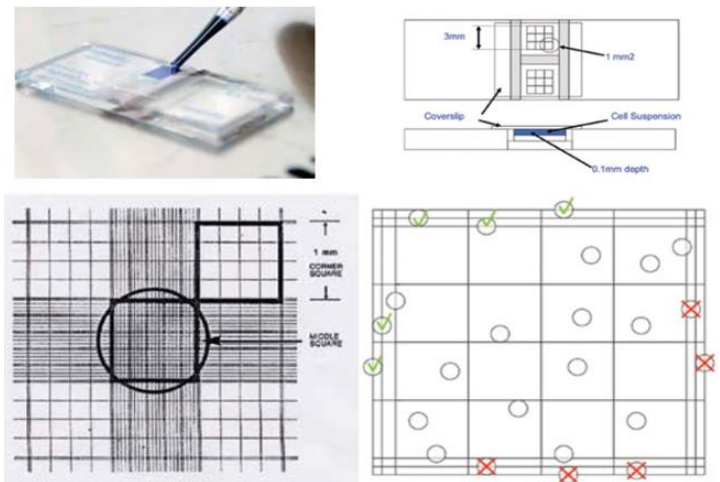 3mm
1 mm2
Coverslip
Cell Suspension
0.1mm depth
1 mm
CORNER
SQUARE
MIDDLE
SQUARE